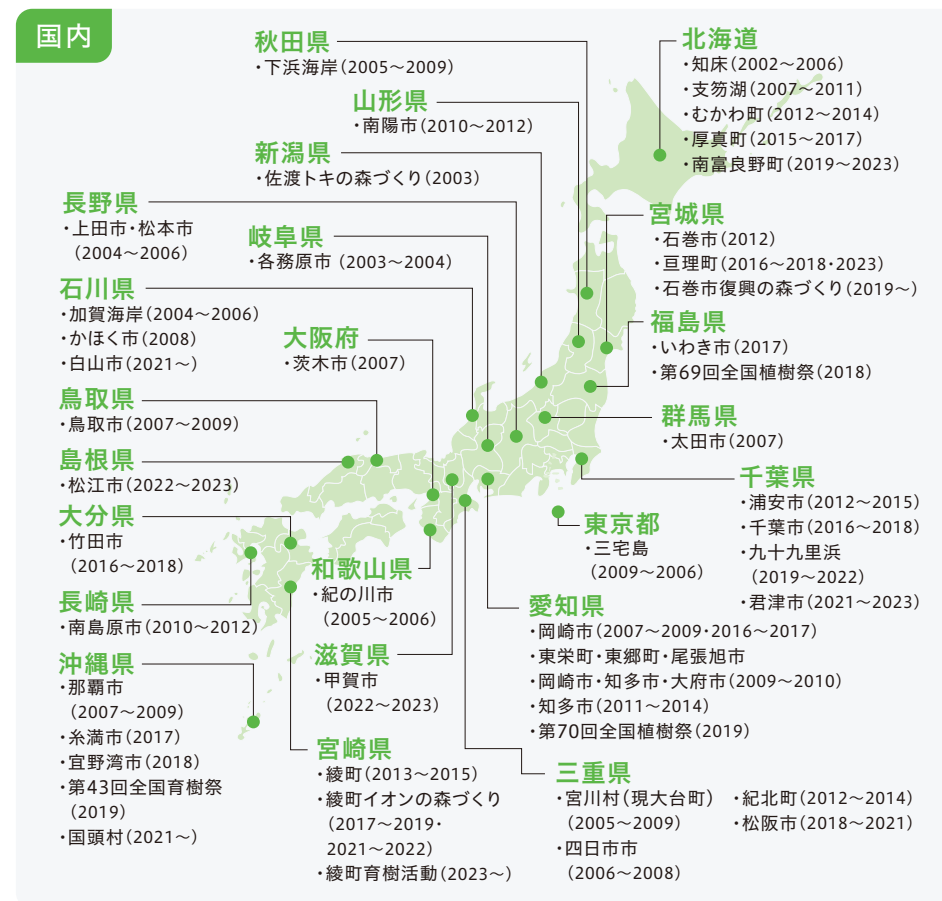 国内
秋田県
・下浜海岸(2005〜2009)
山形県
・南陽市(2010〜2012)
新潟県
・佐渡トキの森づくり(2003)
長野県
・上田市・松本市
(2004〜2006)
岐阜県
・各務原市 (2003〜2004)
石川県
・加賀海岸(2004〜2006)
・かほく市(2008)
・白山市(2021〜)
大阪府
・茨木市(2007)
鳥取県
・鳥取市(2007〜2009)
島根県
・松江市(2022〜2023)
大分県
・竹田市
(2016〜2018)
長崎県
・南島原市(2010〜2012)
沖縄県
・那覇市
(2007〜2009)
・糸満市(2017)
・宜野湾市(2018)
・第43回全国育樹祭
(2019)
・国頭村(2021〜)
和歌山県
・紀の川市
(2005〜2006)
滋賀県
・甲賀市
(2022〜2023)
宮崎県
・綾町(2013〜2015)
・綾町イオンの森づくり
(2017〜2019・
2021〜2022)
・綾町育樹活動(2023〜)
北海道
・知床(2002〜2006)
・支笏湖(2007〜2011)
・むかわ町(2012〜2014)
・厚真町(2015〜2017)
・南富良野町(2019〜2023)
宮城県
・石巻市(2012)
・亘理町(2016〜2018・2023)
・石巻市復興の森づくり(2019〜)
福島県
・いわき市(2017)
・第69回全国植樹祭(2018)
群馬県
・太田市(2007)
千葉県
・浦安市(2012〜2015)
・千葉市(2016〜2018)
・九十九里浜
(2019〜2022)
・君津市(2021〜2023)
東京都
・三宅島
(2009〜2006)
愛知県
・岡崎市(2007〜2009・2016〜2017)
・東栄町・東郷町・尾張旭市
・岡崎市・知多市・大府市(2009〜2010)
・知多市(2011〜2014)
・第70回全国植樹祭(2019)
三重県
・宮川村(現大台町)
(2005〜2009)
・四日市市
(2006〜2008)
・紀北町(2012〜2014)
・松阪市(2018〜2021)